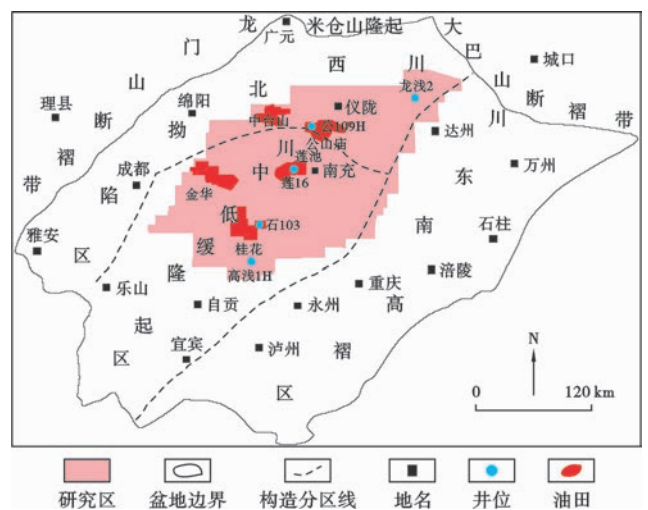 龙门山断褶带
米仓山隆起
大巴山断褶带
广元
城口
川西北拗陷区
龙浅2
理县
绵阳
仪陇
中台山
公109H
达州
公山庙
川中低缓隆起区
莲池
成都
南充
万州
莲16
金华
川东南高褶区
石103
石柱
雅安
桂花
高浅1H
涪陵
乐山
重庆
自贡
永州
宜宾
泸州
N
0 120 km
研究区 盆地边界 构造分区线 地名 井位 油田